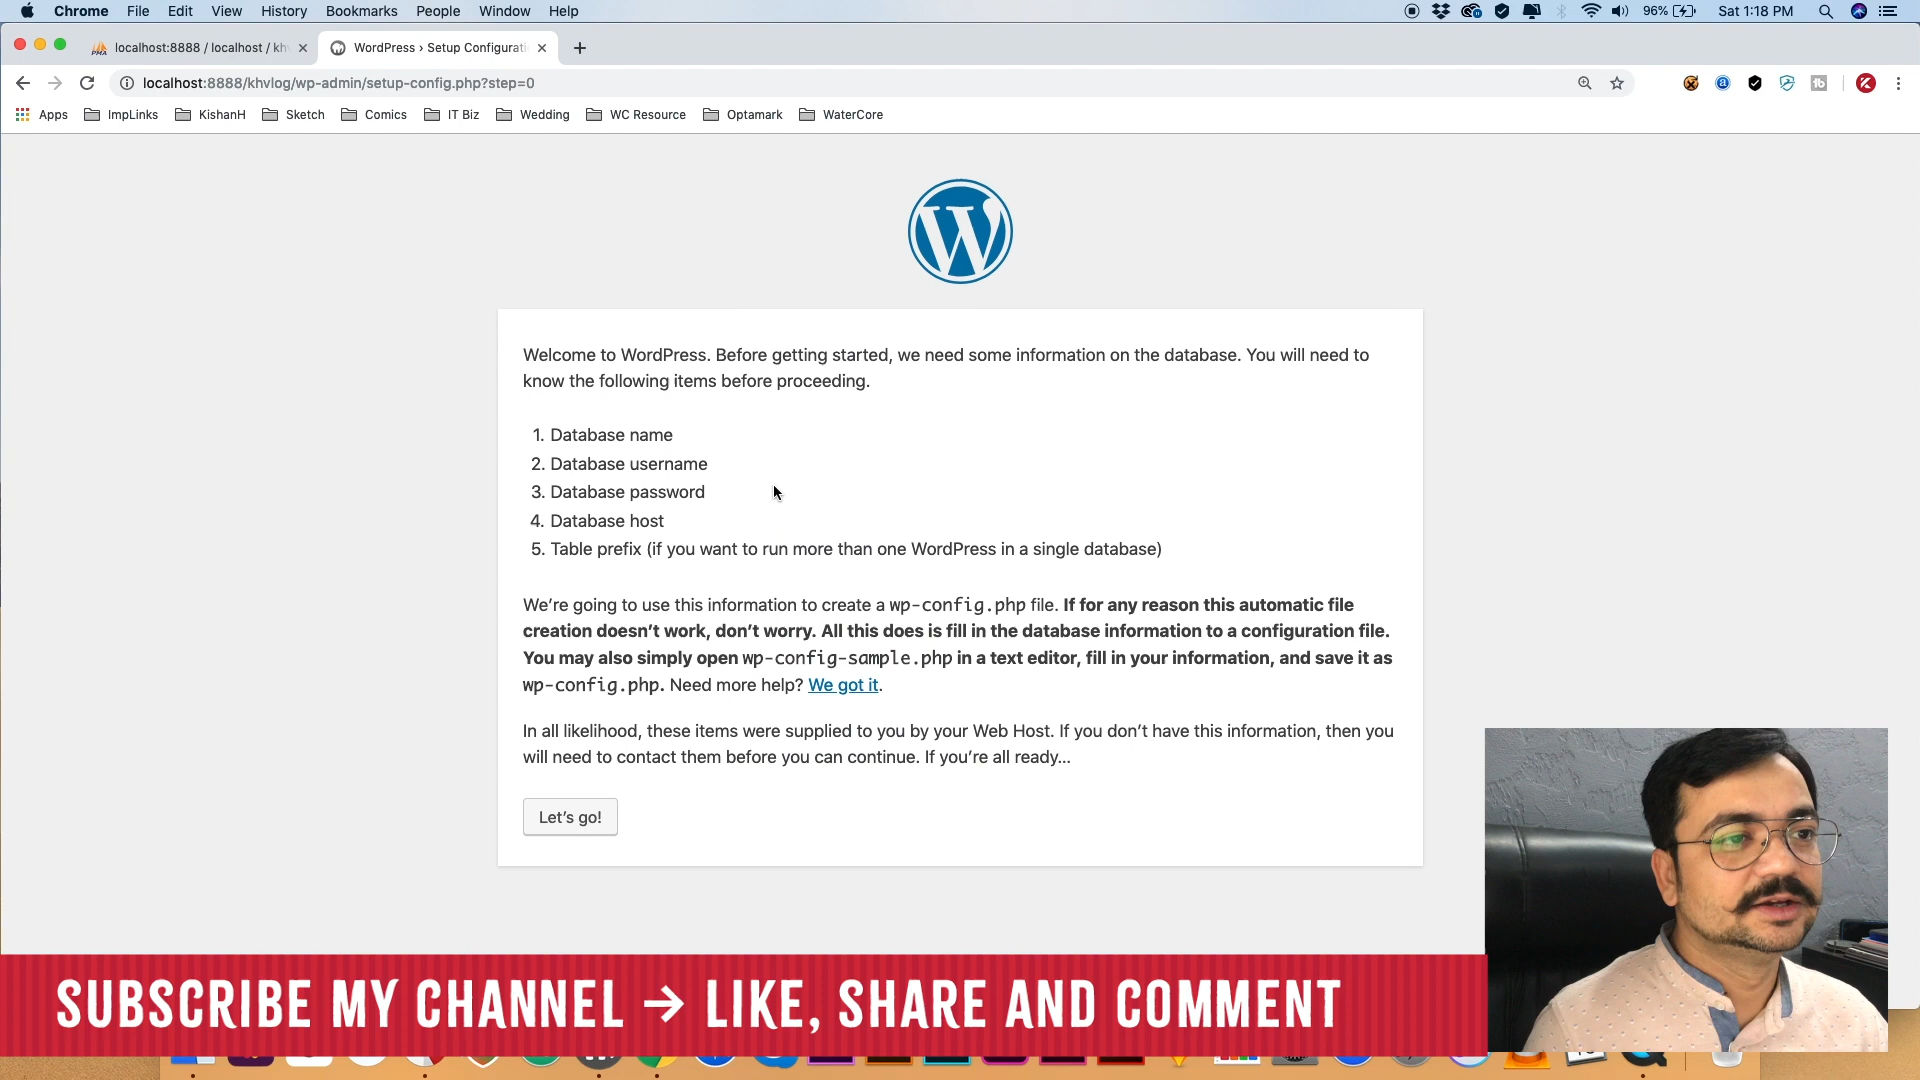 Chrome File Edit View History Bookmarks People Window Help 96% Sat 1:18 PM
localhost:8888 / localhost / kh
WordPress › Setup Configurati
localhost:8888/khvlog/wp-admin/setup-config.php?step=0
Apps ImpLinks KishanH Sketch Comics IT Biz Wedding WC Resource Optamark WaterCore
Welcome to WordPress. Before getting started, we need some information on the database. You will need to
know the following items before proceeding.
1. Database name
2. Database username
3. Database password
4. Database host
5. Table prefix (if you want to run more than one WordPress in a single database)
We’re going to use this information to create a wp-config.php file. If for any reason this automatic file
creation doesn’t work, don’t worry. All this does is fill in the database information to a configuration file.
You may also simply open wp-config-sample.php in a text editor, fill in your information, and save it as
wp-config.php. Need more help? We got it.
In all likelihood, these items were supplied to you by your Web Host. If you don’t have this information, then you
will need to contact them before you can continue. If you’re all ready…
Let’s go!
SUBSCRIBE MY CHANNEL → LIKE, SHARE AND COMMENT